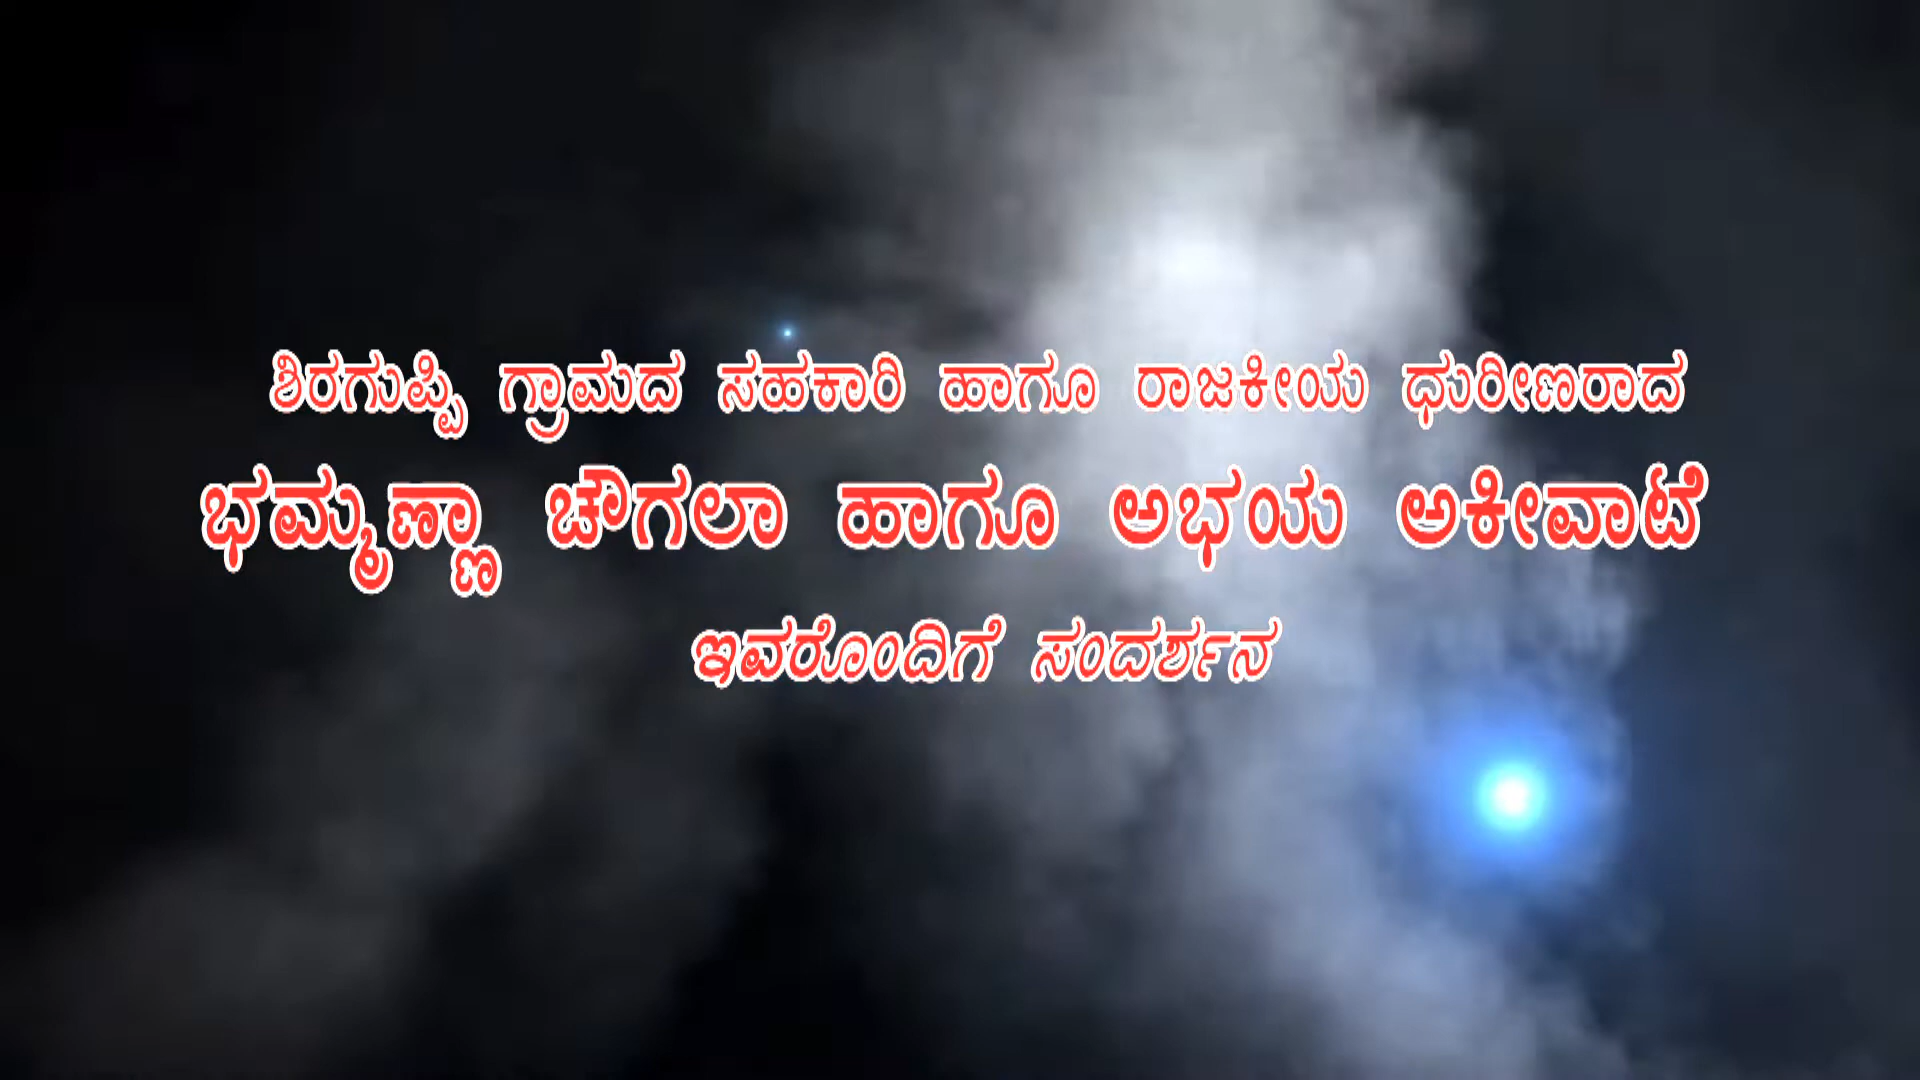 ಶಿರಗುಪ್ಪಿ ಗ್ರಾಮದ ಸಹಕಾರಿ ಹಾಗೂ ರಾಜಕೀಯ ಧುರೀಣರಾದ
ಭಮ್ಮಣ್ಣಾ ಚೌಗಲಾ ಹಾಗೂ ಅಭಯ ಅಕೀವಾಟೆ
ಇವರೊಂದಿಗೆ ಸಂದರ್ಶನ